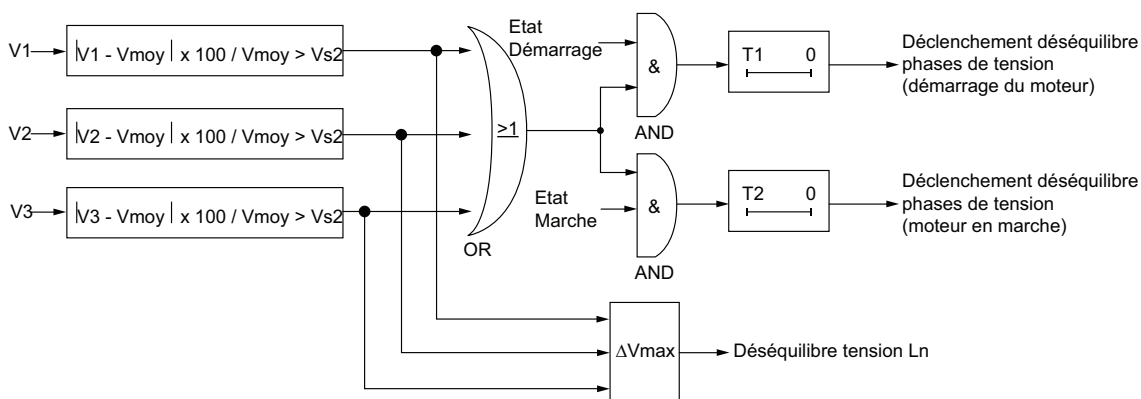 V1
|V1 - Vmoy | x 100 / Vmoy > Vs2
V2
|V2 - Vmoy | x 100 / Vmoy > Vs2
V3
|V3 - Vmoy | x 100 / Vmoy > Vs2
≥1
OR
Etat
Démarrage
&
AND
T1 0
Déclenchement déséquilibre
phases de tension
(démarrage du moteur)
Etat
Marche
&
AND
T2 0
Déclenchement déséquilibre
phases de tension
(moteur en marche)
ΔVmax
Déséquilibre tension Ln